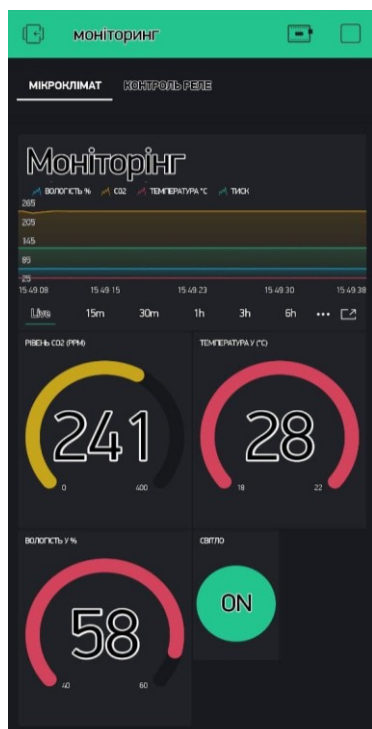 моніторинг
МІКРОКЛІМАТ КОНТРОЛЬ РЕЛЕ
Моніторінг
ВОЛОГІСТЬ % CO2 ТЕМПЕРАТУРА °C ТИСК
265
205
145
85
25
15:49:08 15:49:15 15:49:23 15:49:30 15:49:38
Live 15m 30m 1h 3h 6h
РІВЕНЬ CO2 (PPM) ТЕМПЕРАТУРА У (°C)
241 28
0 400 18 22
ВОЛОГІСТЬ У % СВІТЛО
ON
58
40 60